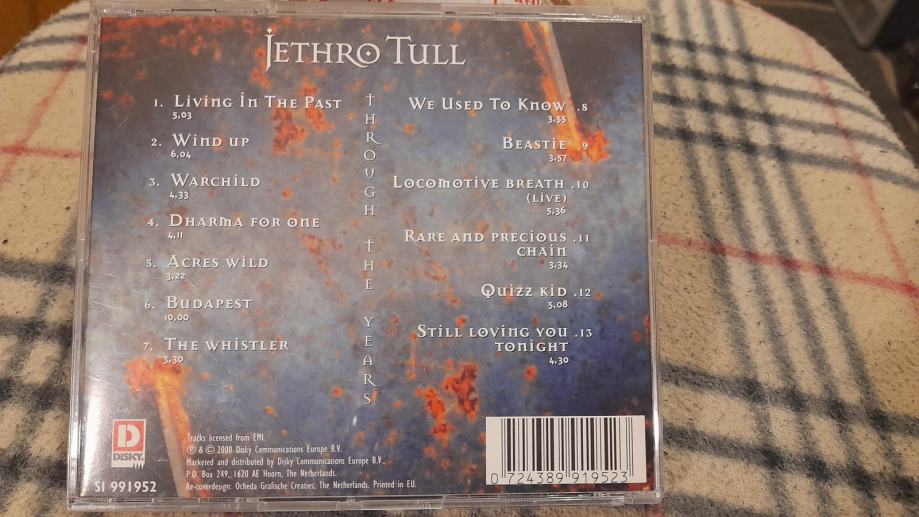 JETHRO TULL
1. LIVING IN THE PAST
5,03
2. WIND UP
6,04
3. WARCHILD
4,33
4. DHARMA FOR ONE
4,11
5. ACRES WILD
3,22
6. BUDAPEST
10,00
7. THE WHISTLER
3,30
THROUGH THE YEARS
WE USED TO KNOW .8
3,55
BEASTIE .9
3,57
LOCOMOTIVE BREATH .10
(LIVE)
5,36
RARE AND PRECIOUS .11
CHAIN
3,34
QUIZZ KID .12
5,08
STILL LOVING YOU .13
TONIGHT
4,30
D
DISKY
SI 991952
Tracks licensed from EMI.
℗ & © 2000 Disky Communications Europe B.V.
Marketed and distributed by Disky Communications Europe B.V.,
P.O. Box 249, 1620 AE Hoorn, The Netherlands.
Re-coverdesign: Ocheda Grafische Creaties, The Netherlands. Printed in EU.
0 724389 919523